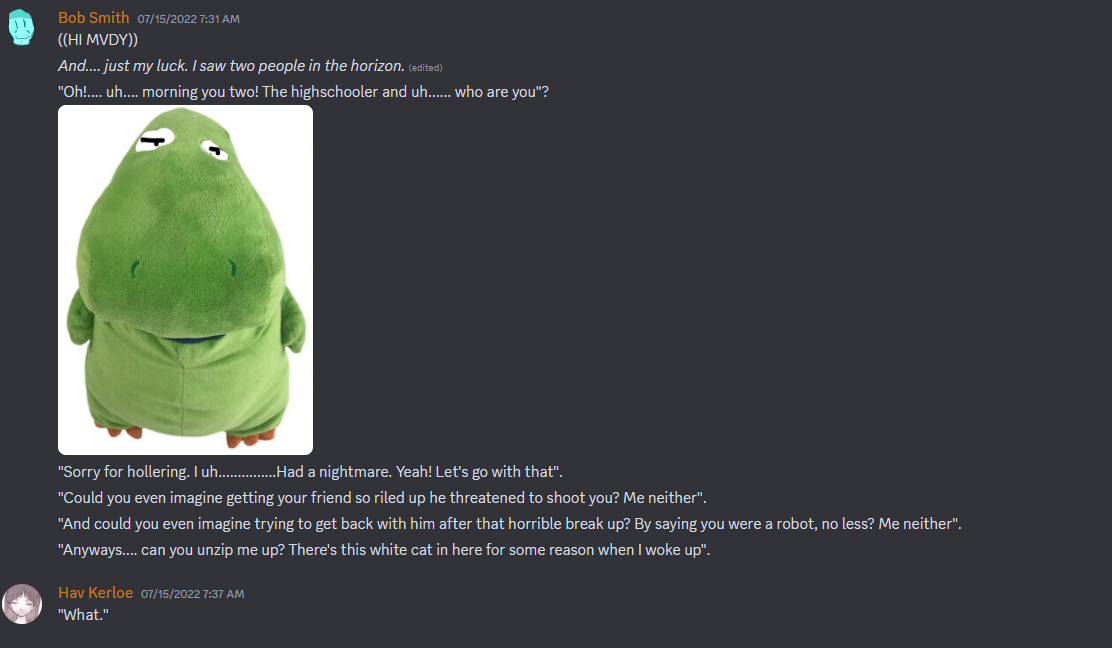 Bob Smith 07/15/2022 7:31 AM
((HI MVDY))
And.... just my luck. I saw two people in the horizon. (edited)
"Oh!.... uh.... morning you two! The highschooler and uh...... who are you"?
"Sorry for hollering. I uh...............Had a nightmare. Yeah! Let's go with that".
"Could you even imagine getting your friend so riled up he threatened to shoot you? Me neither".
"And could you even imagine trying to get back with him after that horrible break up? By saying you were a robot, no less? Me neither".
"Anyways.... can you unzip me up? There's this white cat in here for some reason when I woke up".
Hav Kerloe 07/15/2022 7:37 AM
"What."